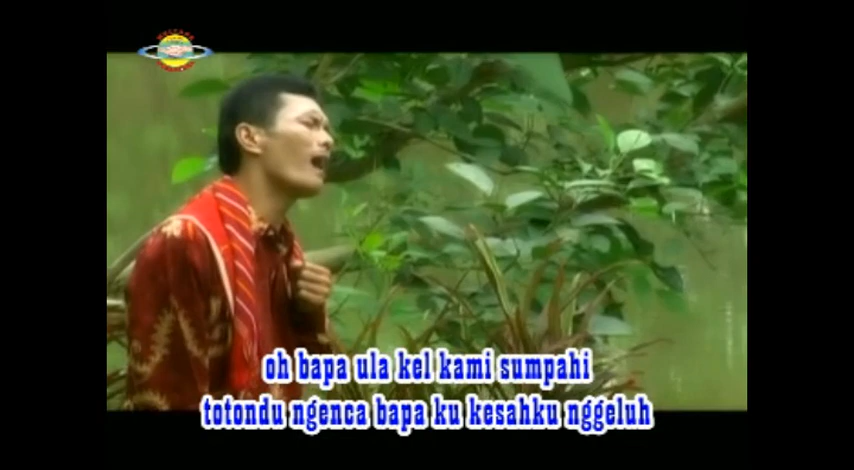 oh bapa ula kel kami sumpahi
totondu ngenca bapa ku kesahku nggeluh